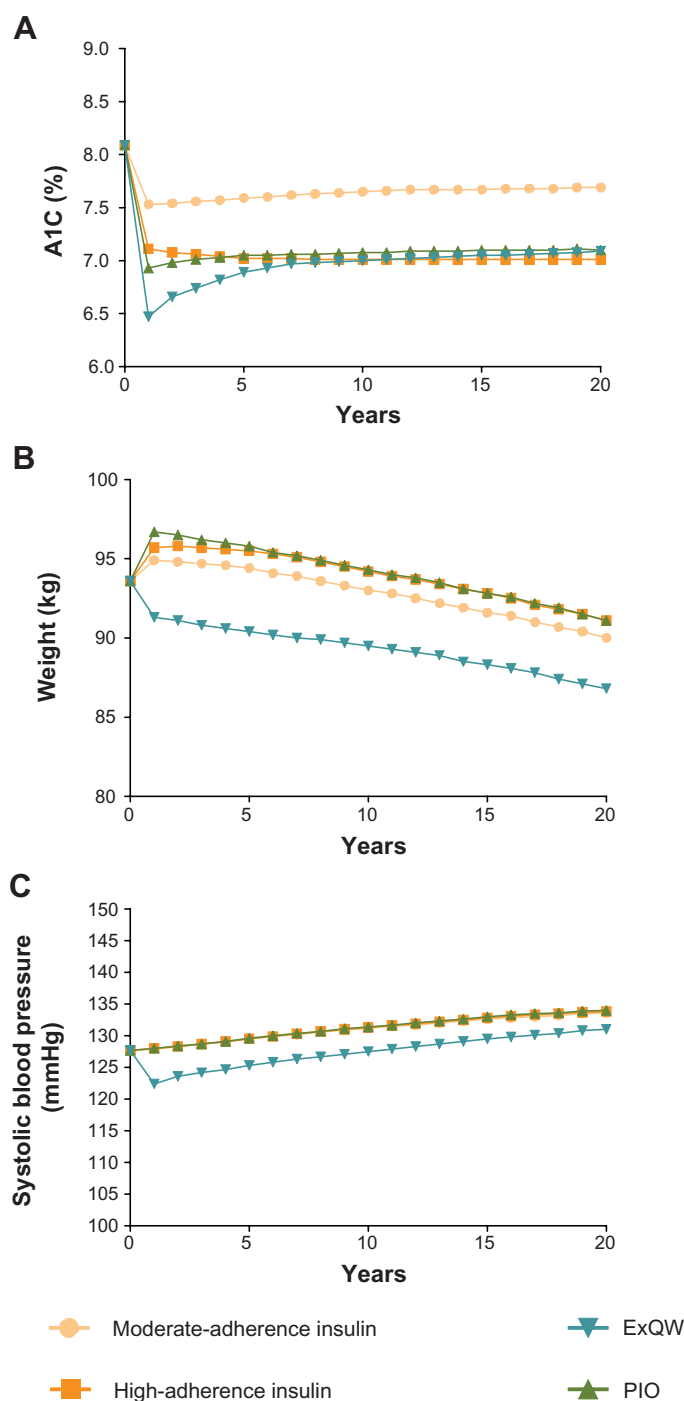 A
9.0
8.5
8.0
7.5
7.0
6.5
6.0
A1C (%)
0 5 10 15 20
Years
B
100
95
90
85
80
Weight (kg)
0 5 10 15 20
Years
C
150
145
140
135
130
125
120
115
110
105
100
Systolic blood pressure
(mmHg)
0 5 10 15 20
Years
Moderate-adherence insulin
ExQW
High-adherence insulin
PIO